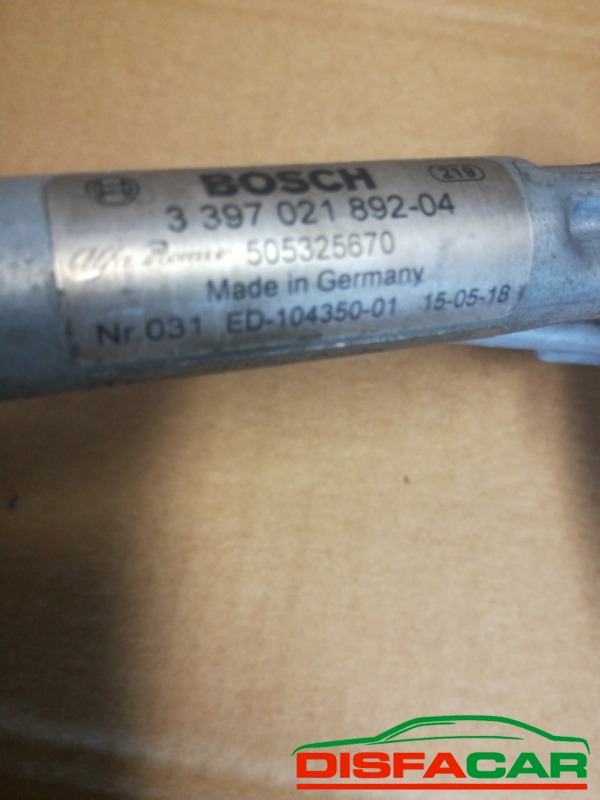 BOSCH 219
3 397 021 892-04
Alfa Romeo 505325670
Made in Germany
Nr.031 ED-104350-01 15-05-18
DISFACAR